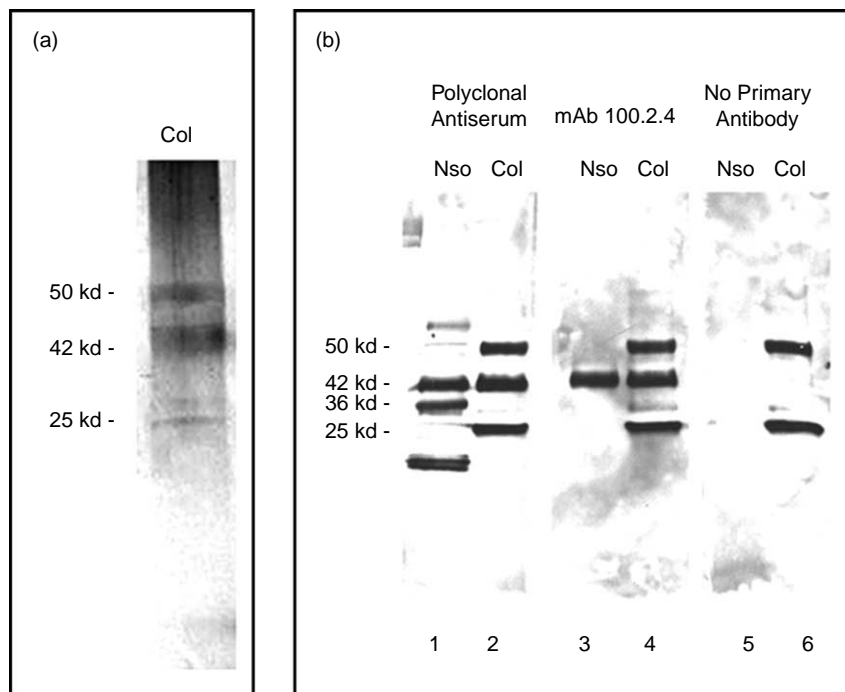 (a)
Col
50 kd -
42 kd -
25 kd -
(b)
Polyclonal
Antiserum
mAb 100.2.4
No Primary
Antibody
Nso Col Nso Col Nso Col
50 kd -
42 kd -
36 kd -
25 kd -
1 2 3 4 5 6